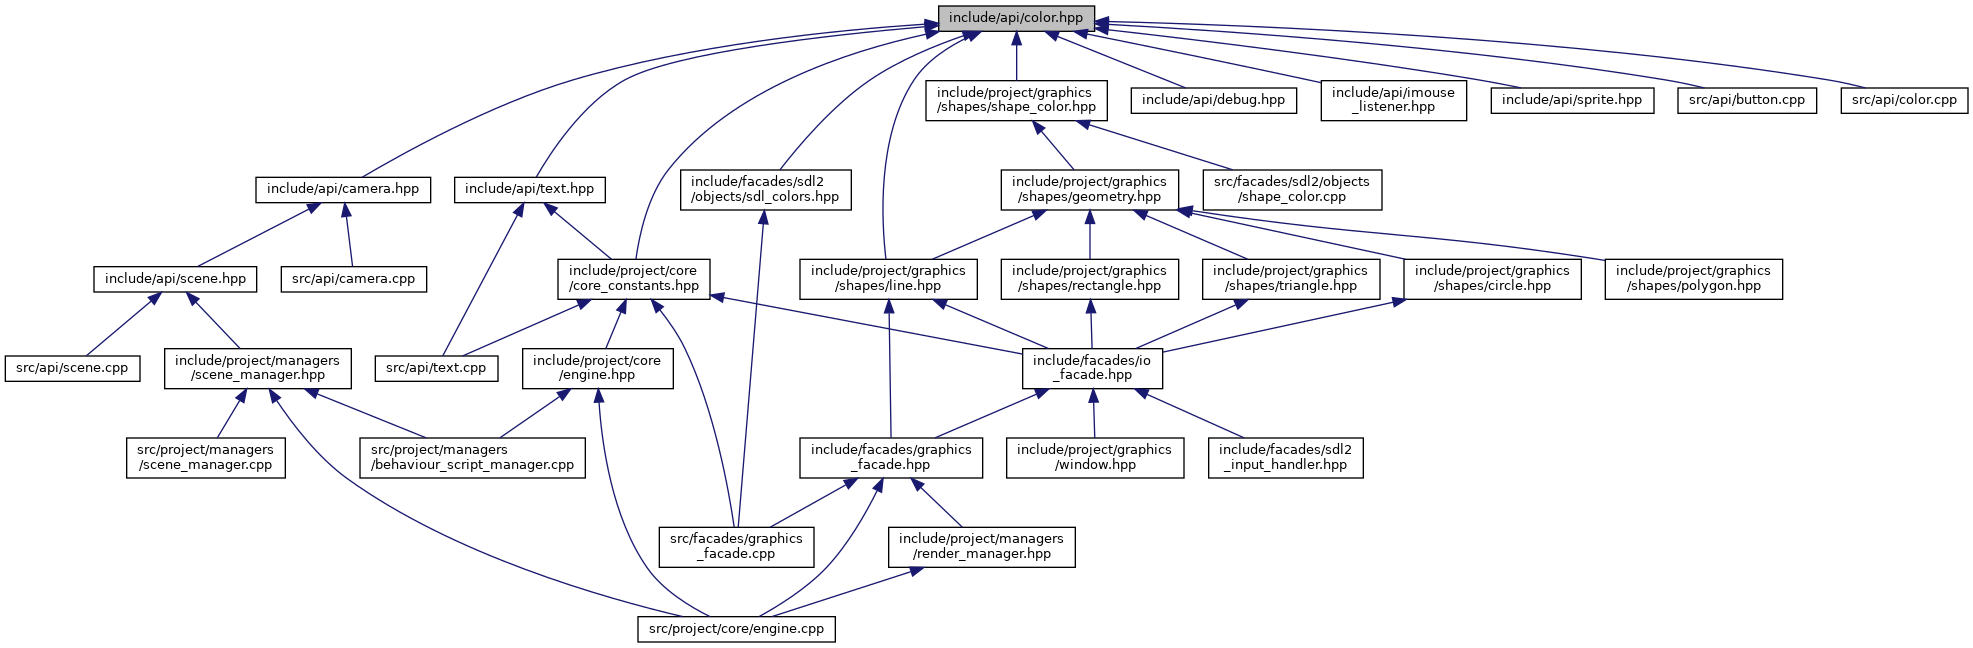 include/api/color.hpp
include/project/graphics
/shapes/shape_color.hpp
include/api/debug.hpp
include/api/imouse
_listener.hpp
include/api/sprite.hpp
src/api/button.cpp
src/api/color.cpp
include/api/camera.hpp
include/api/text.hpp
include/facades/sdl2
/objects/sdl_colors.hpp
include/project/graphics
/shapes/geometry.hpp
src/facades/sdl2/objects
/shape_color.cpp
include/api/scene.hpp
src/api/camera.cpp
include/project/core
/core_constants.hpp
include/project/graphics
/shapes/line.hpp
include/project/graphics
/shapes/rectangle.hpp
include/project/graphics
/shapes/triangle.hpp
include/project/graphics
/shapes/circle.hpp
include/project/graphics
/shapes/polygon.hpp
src/api/scene.cpp
include/project/managers
/scene_manager.hpp
src/api/text.cpp
include/project/core
/engine.hpp
include/facades/io
_facade.hpp
src/project/managers
/scene_manager.cpp
src/project/managers
/behaviour_script_manager.cpp
include/facades/graphics
_facade.hpp
include/project/graphics
/window.hpp
include/facades/sdl2
_input_handler.hpp
src/facades/graphics
_facade.cpp
include/project/managers
/render_manager.hpp
src/project/core/engine.cpp